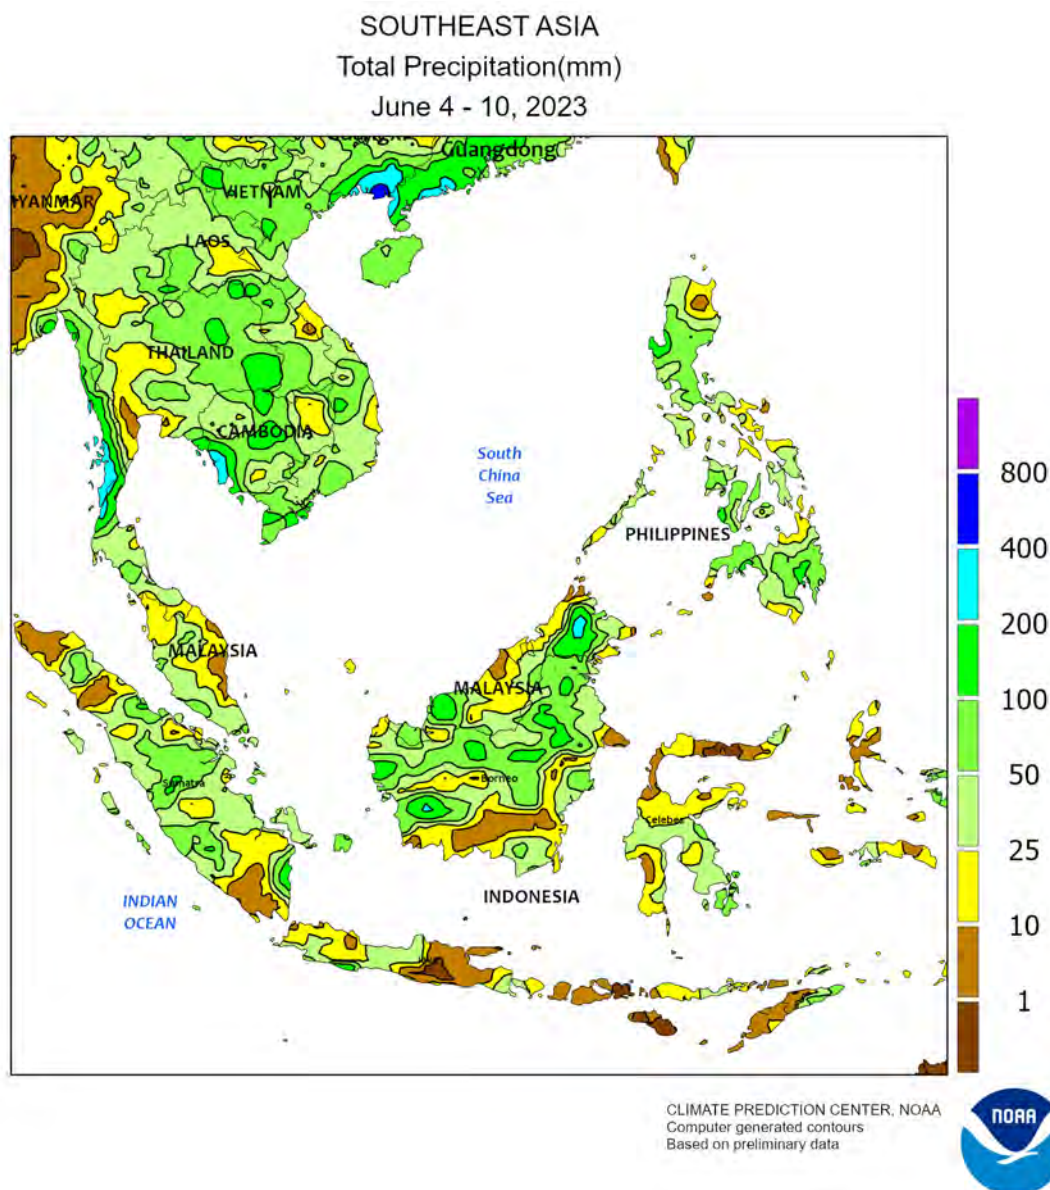 SOUTHEAST ASIA
Total Precipitation(mm)
June 4 - 10, 2023
Guangdong
YANMAR
VIETNAM
LAOS
THAILAND
CAMBODIA
South
China
Sea
PHILIPPINES
MALAYSIA
MALAYSIA
Borneo
Sumatra
Celebes
INDIAN
OCEAN
INDONESIA
800
400
200
100
50
25
10
1
CLIMATE PREDICTION CENTER, NOAA
Computer generated contours
Based on preliminary data
NOAA